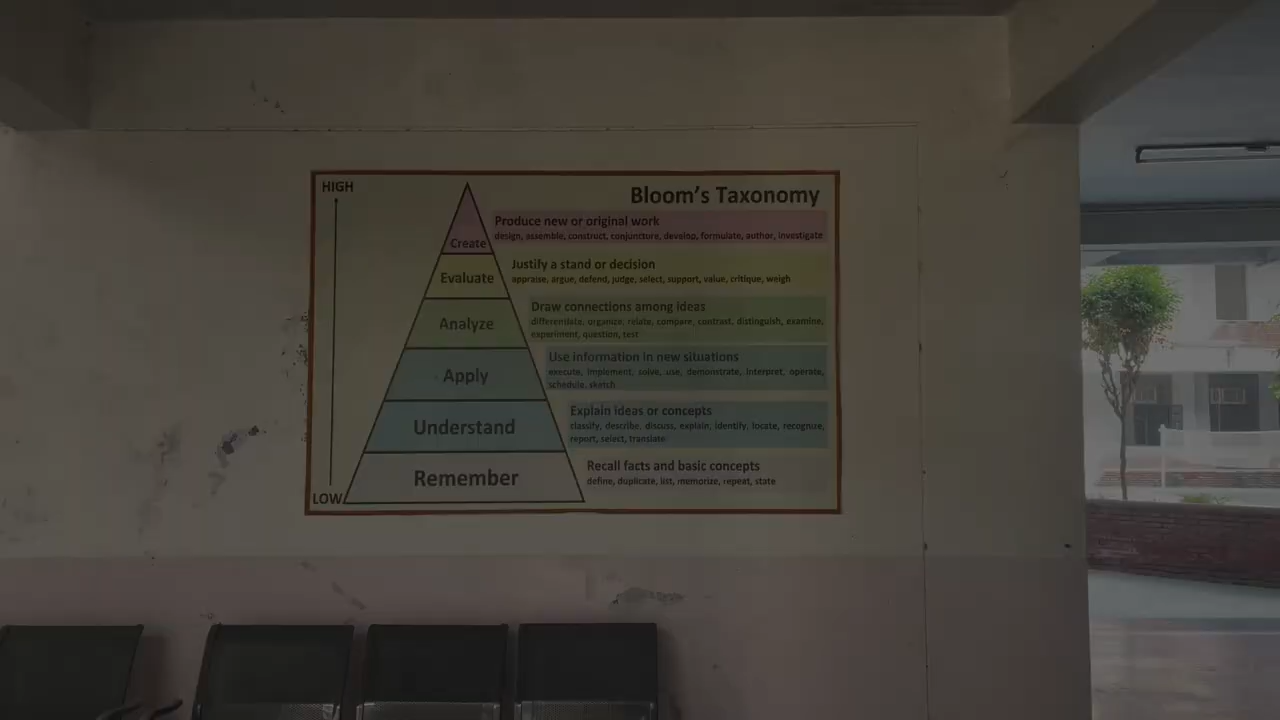 HIGH
Bloom's Taxonomy
Create
Produce new or original work
design, assemble, construct, conjuncture, develop, formulate, author, investigate
Evaluate
Justify a stand or decision
appraise, argue, defend, judge, select, support, value, critique, weigh
Analyze
Draw connections among ideas
differentiate, organize, relate, compare, contrast, distinguish, examine,
experiment, question, test
Apply
Use information in new situations
execute, implement, solve, use, demonstrate, interpret, operate,
schedule, sketch
Understand
Explain ideas or concepts
classify, describe, discuss, explain, identify, locate, recognize,
report, select, translate
Remember
Recall facts and basic concepts
define, duplicate, list, memorize, repeat, state
LOW